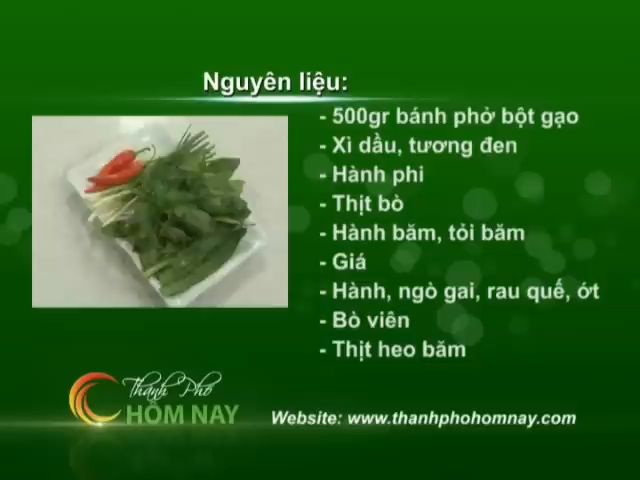 Nguyên liệu:
- 500gr bánh phở bột gạo
- Xì dầu, tương đen
- Hành phi
- Thịt bò
- Hành băm, tỏi băm
- Giá
- Hành, ngò gai, rau quế, ớt
- Bò viên
- Thịt heo băm
Thành Phố
HÔM NAY
Website: www.thanhphohomnay.com